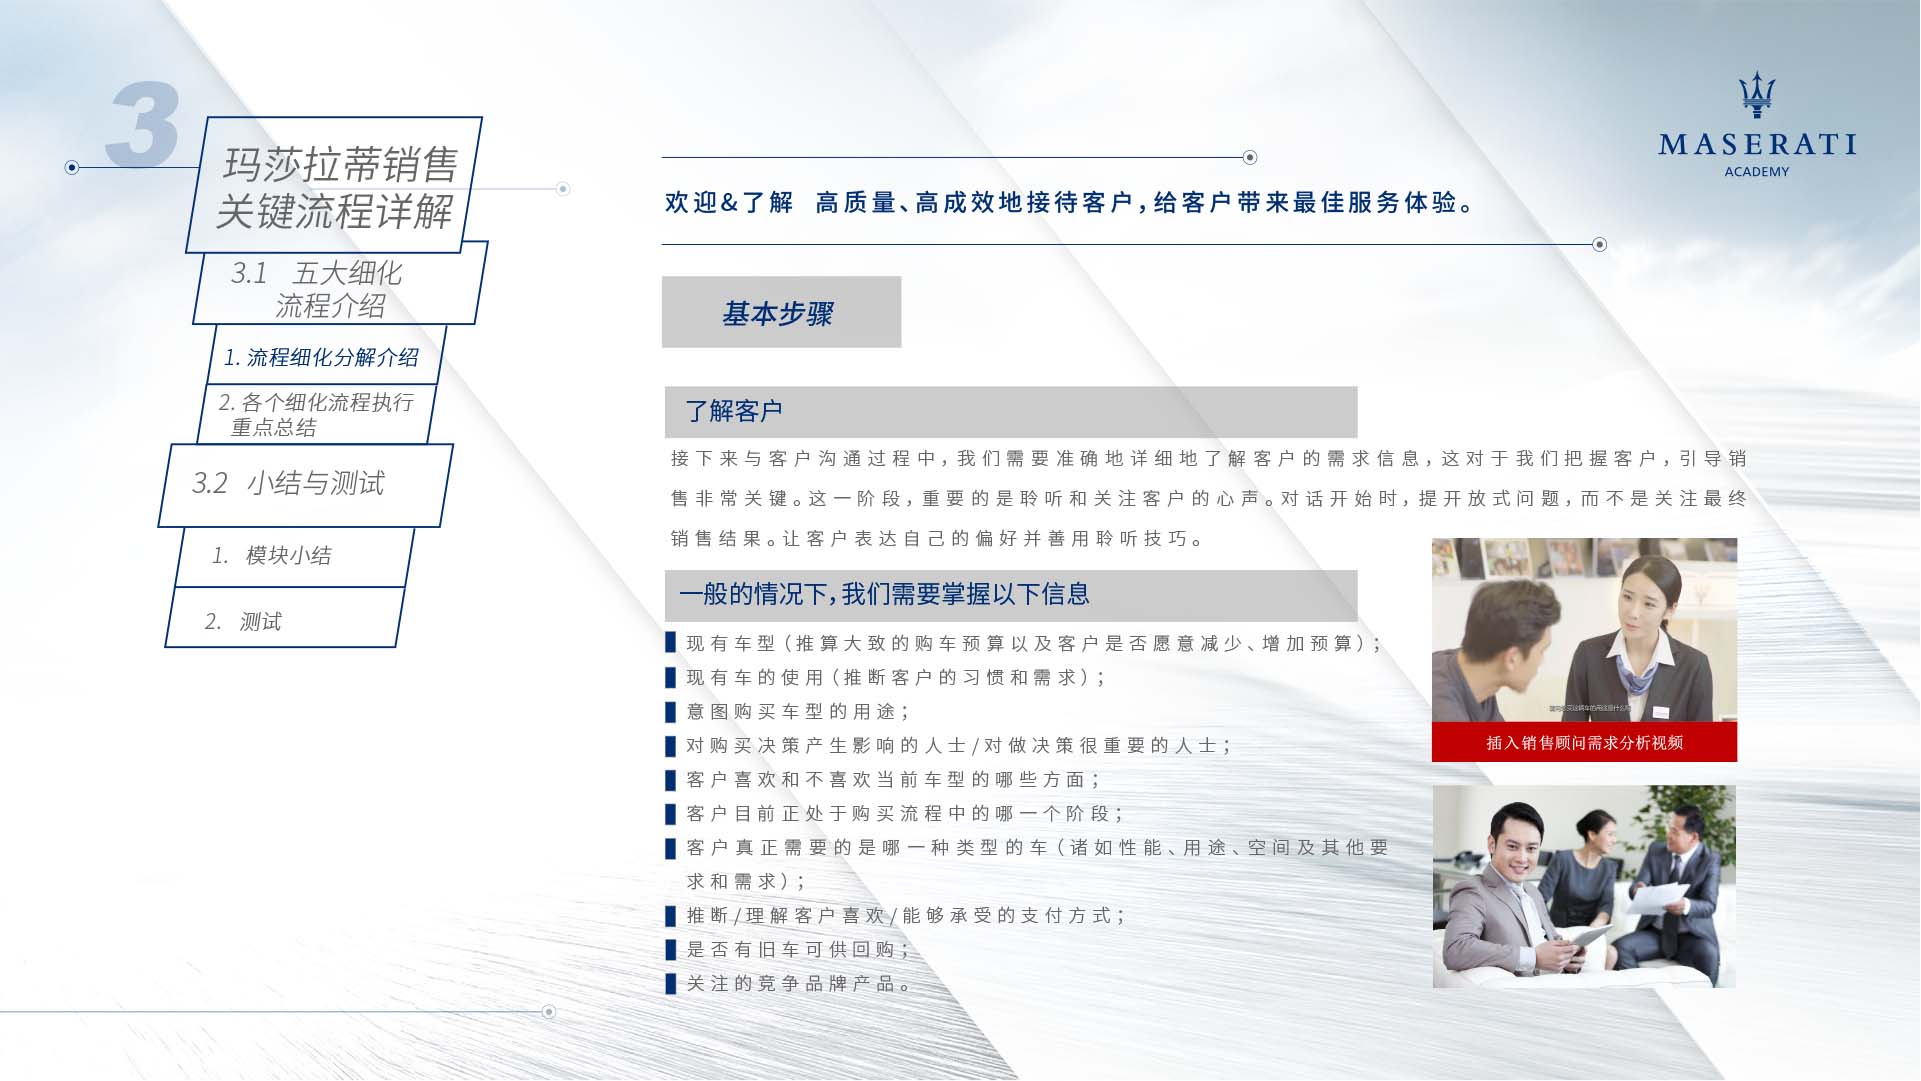 3
玛莎拉蒂销售
关键流程详解
3.1 五大细化
流程介绍
1. 流程细化分解介绍
2. 各个细化流程执行
重点总结
3.2 小结与测试
1. 模块小结
2. 测试
MASERATI
ACADEMY
欢迎&了解 高质量、高成效地接待客户，给客户带来最佳服务体验。
基本步骤
了解客户
接下来与客户沟通过程中，我们需要准确地详细地了解客户的需求信息，这对于我们把握客户，引导销
售非常关键。这一阶段，重要的是聆听和关注客户的心声。对话开始时，提开放式问题，而不是关注最终
销售结果。让客户表达自己的偏好并善用聆听技巧。
一般的情况下，我们需要掌握以下信息
现有车型（推算大致的购车预算以及客户是否愿意减少、增加预算）；
现有车的使用（推断客户的习惯和需求）；
意图购买车型的用途；
对购买决策产生影响的人士/对做决策很重要的人士；
客户喜欢和不喜欢当前车型的哪些方面；
客户目前正处于购买流程中的哪一个阶段；
客户真正需要的是哪一种类型的车（诸如性能、用途、空间及其他要
求和需求）；
推断/理解客户喜欢/能够承受的支付方式；
是否有旧车可供回购；
关注的竞争品牌产品。
插入销售顾问需求分析视频